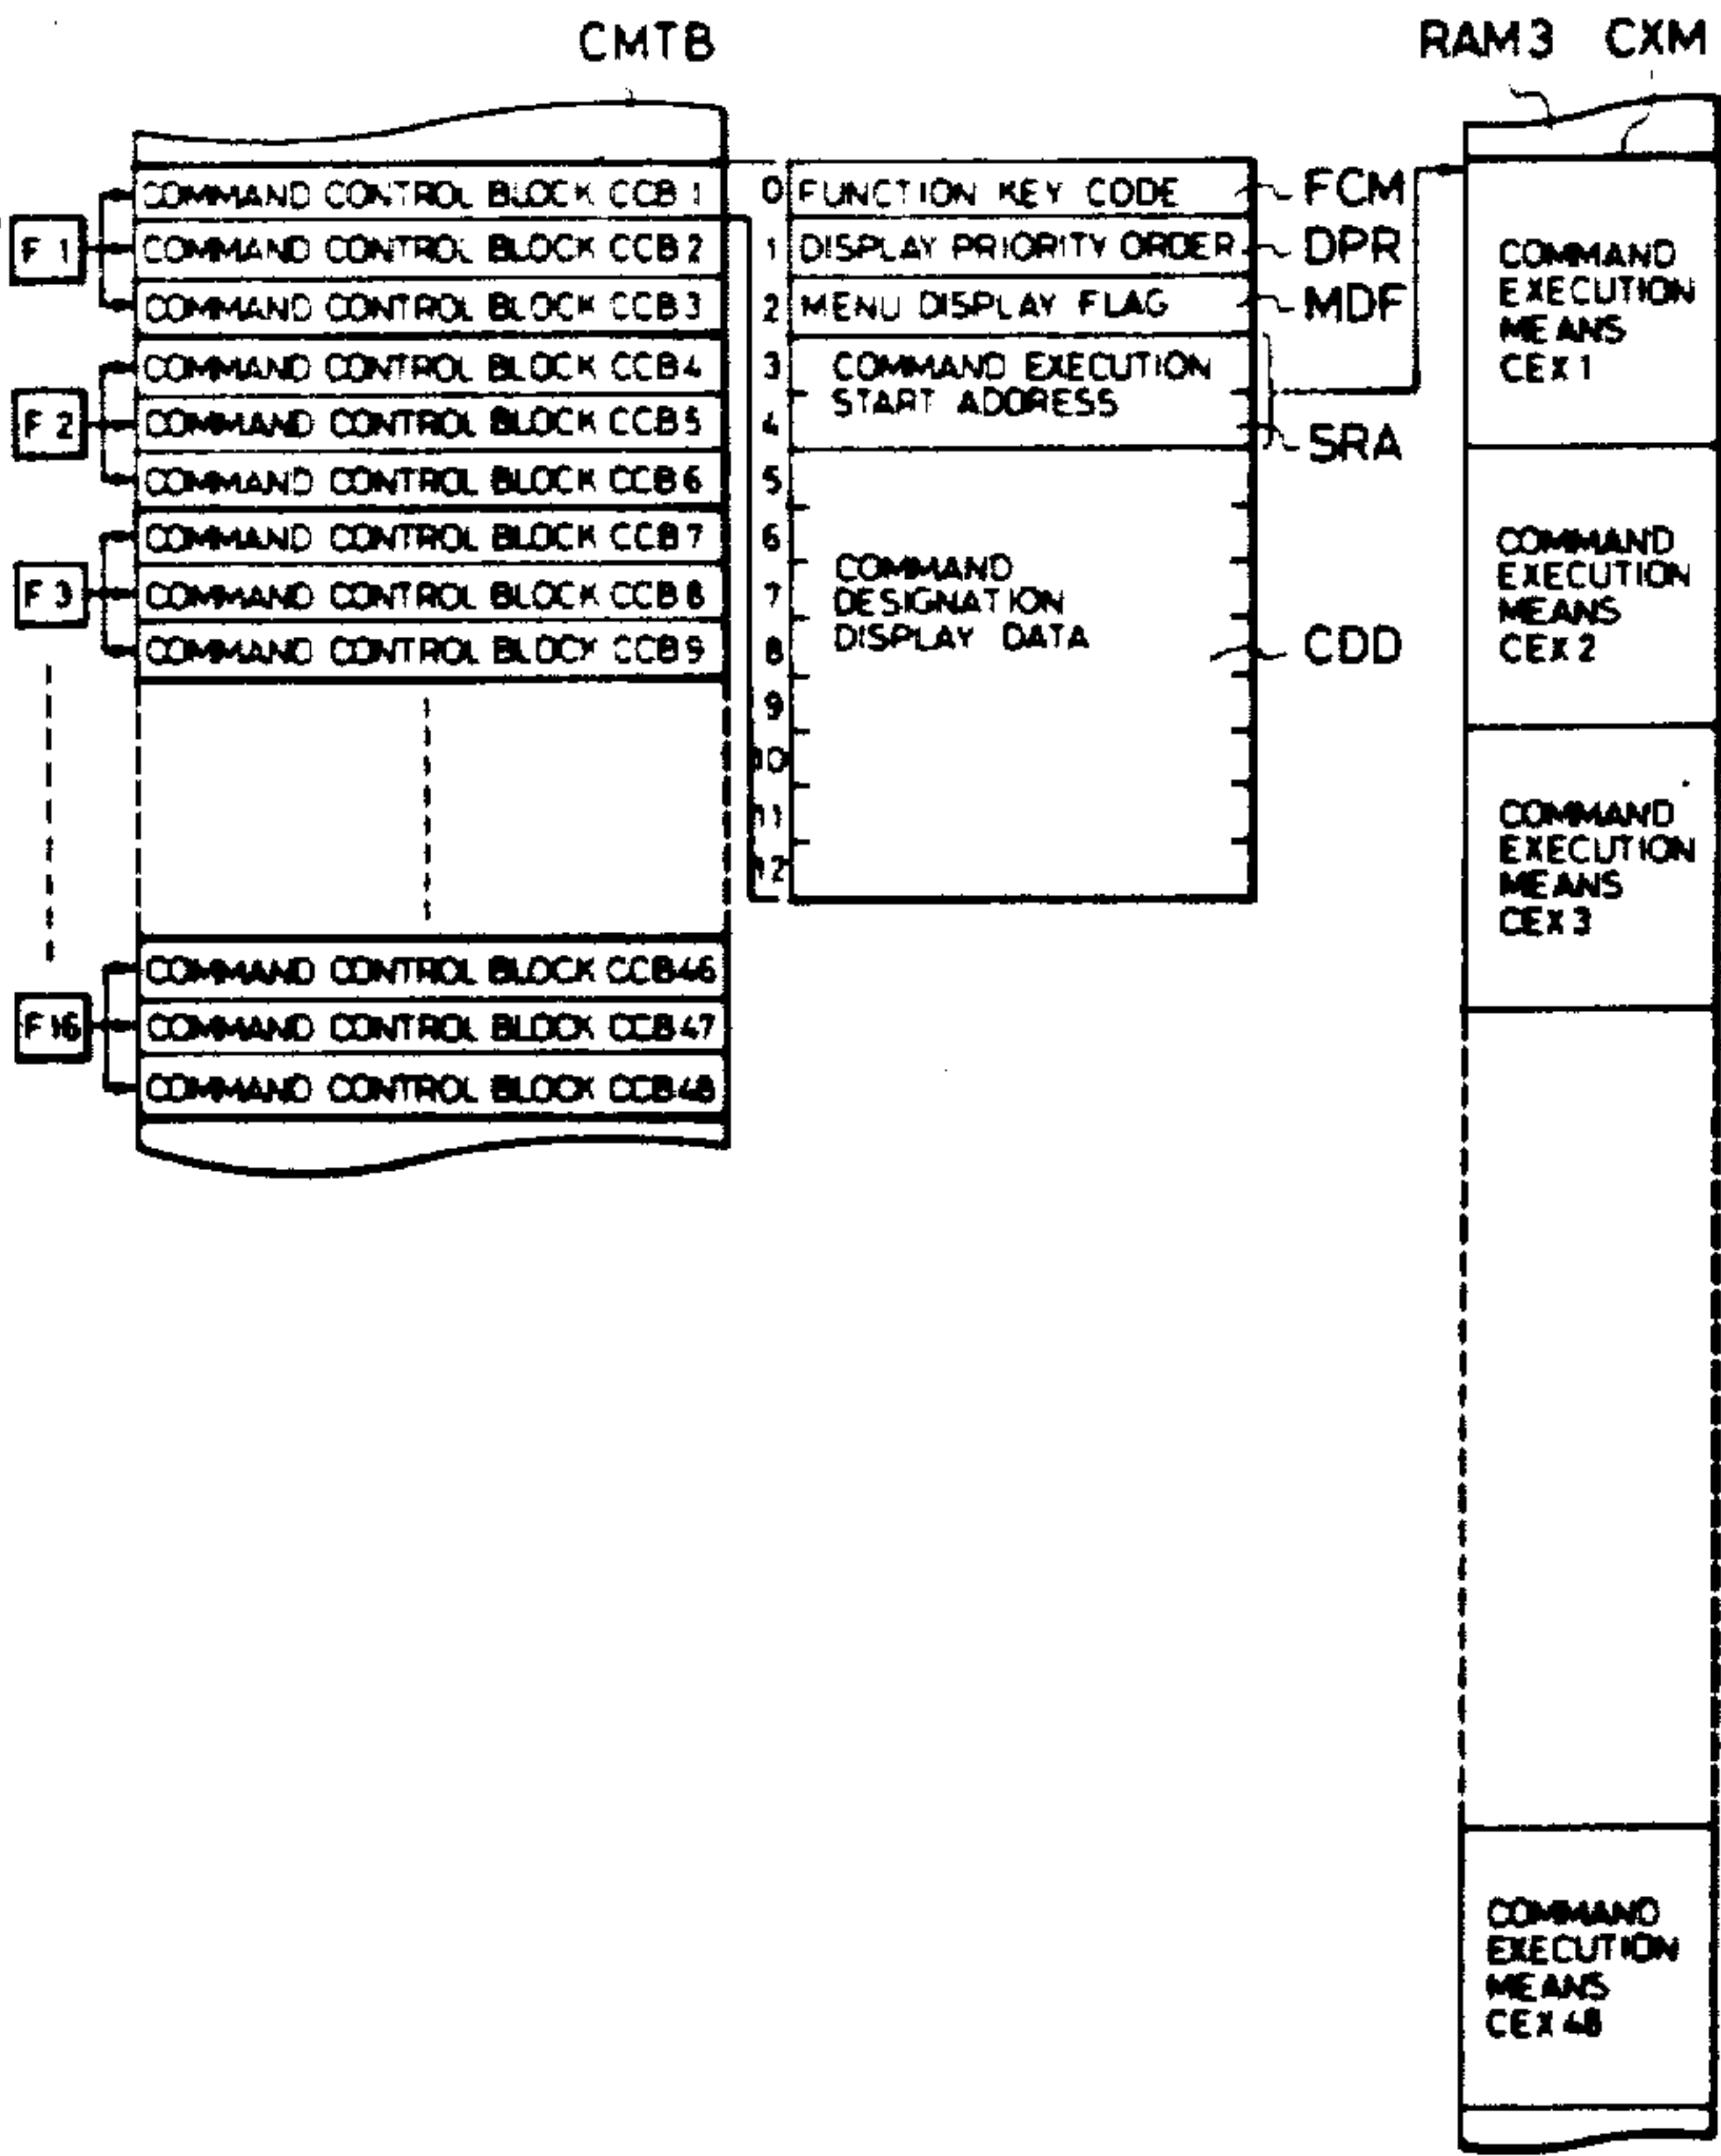 CMTB
RAM3 CXM
F1
COMMAND CONTROL BLOCK CCB1
COMMAND CONTROL BLOCK CCB2
COMMAND CONTROL BLOCK CCB3
F2
COMMAND CONTROL BLOCK CCB4
COMMAND CONTROL BLOCK CCB5
COMMAND CONTROL BLOCK CCB6
F3
COMMAND CONTROL BLOCK CCB7
COMMAND CONTROL BLOCK CCB8
COMMAND CONTROL BLOCK CCB9
F16
COMMAND CONTROL BLOCK CCB46
COMMAND CONTROL BLOCK CCB47
COMMAND CONTROL BLOCK CCB48
0 FUNCTION KEY CODE FCM
1 DISPLAY PRIORITY ORDER DPR
2 MENU DISPLAY FLAG MDF
3 COMMAND EXECUTION
START ADDRESS
4 SRA
5
6
COMMAND
7 DESIGNATION
DISPLAY DATA
8 CDD
9
10
11
12
COMMAND
EXECUTION
MEANS
CEX1
COMMAND
EXECUTION
MEANS
CEX2
COMMAND
EXECUTION
MEANS
CEX3
COMMAND
EXECUTION
MEANS
CEX48